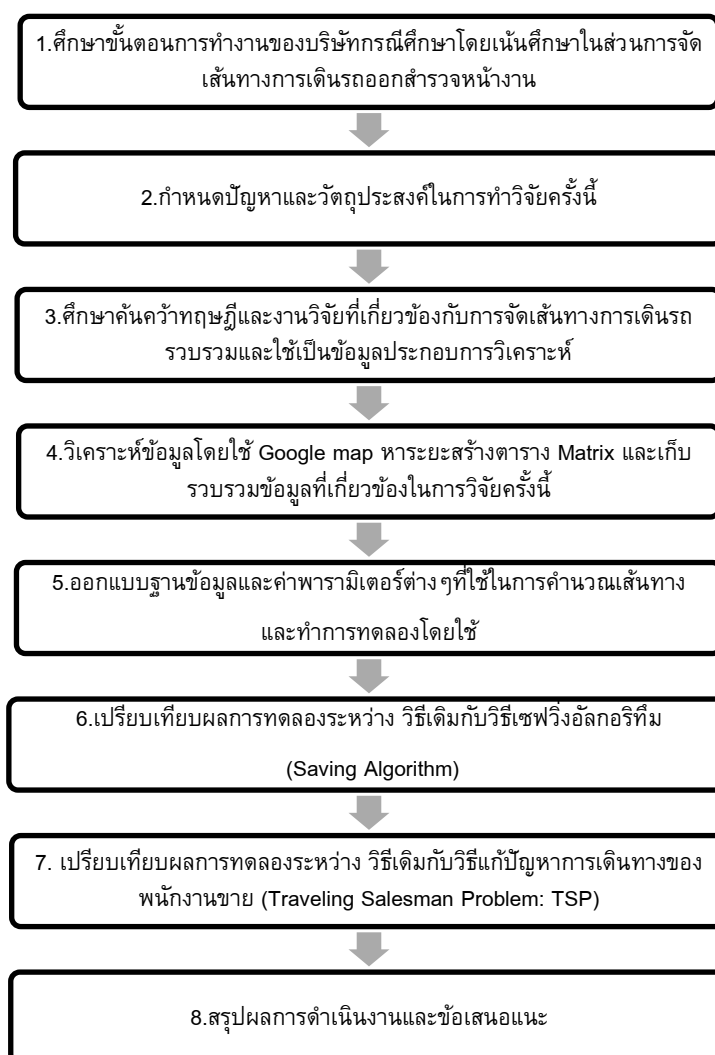 1.ศึกษาขั้นตอนการทำงานของบริษัทกรณีศึกษาโดยเน้นศึกษาในส่วนการจัด
เส้นทางการเดินรถออกสำรวจหน้างาน
2.กำหนดปัญหาและวัตถุประสงค์ในการทำวิจัยครั้งนี้
3.ศึกษาค้นคว้าทฤษฎีและงานวิจัยที่เกี่ยวข้องกับการจัดเส้นทางการเดินรถ
รวบรวมและใช้เป็นข้อมูลประกอบการวิเคราะห์
4.วิเคราะห์ข้อมูลโดยใช้ Google map หาระยะสร้างตาราง Matrix และเก็บ
รวบรวมข้อมูลที่เกี่ยวข้องในการวิจัยครั้งนี้
5.ออกแบบฐานข้อมูลและค่าพารามิเตอร์ต่างๆที่ใช้ในการคำนวณเส้นทาง
และทำการทดลองโดยใช้
6.เปรียบเทียบผลการทดลองระหว่าง วิธีเดิมกับวิธีเซฟวิ่งอัลกอริทึม
(Saving Algorithm)
7. เปรียบเทียบผลการทดลองระหว่าง วิธีเดิมกับวิธีแก้ปัญหาการเดินทางของ
พนักงานขาย (Traveling Salesman Problem: TSP)
8.สรุปผลการดำเนินงานและข้อเสนอแนะ